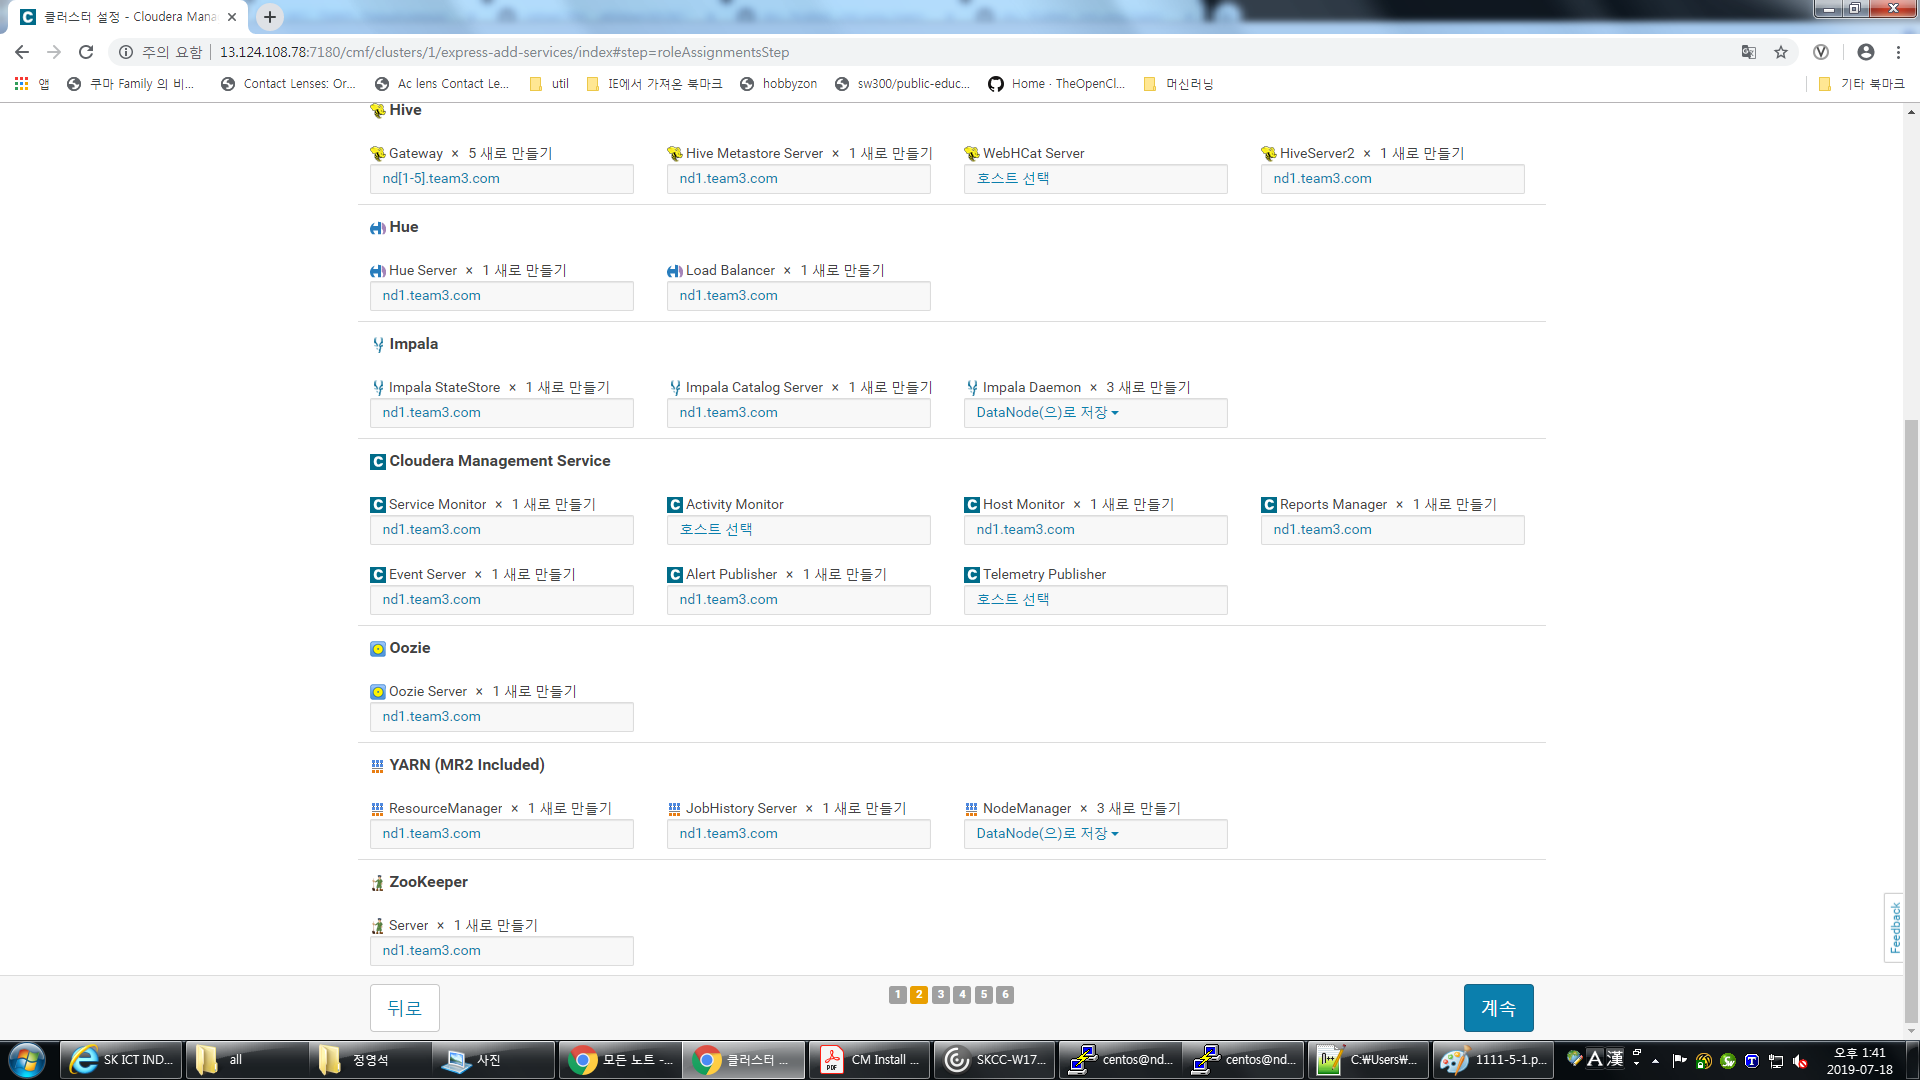 클러스터 설정 - Cloudera Mana
주의 요함 13.124.108.78:7180/cmf/clusters/1/express-add-services/index#step=roleAssignmentsStep
앱 쿠마 Family 의 비... Contact Lenses: Or... Ac lens Contact Le... util IE에서 가져온 북마크 hobbyzon sw300/public-educ... Home · TheOpenCl... 머신러닝 기타 북마크
Hive
Gateway × 5 새로 만들기 Hive Metastore Server × 1 새로 만들기 WebHCat Server HiveServer2 × 1 새로 만들기
nd[1-5].team3.com nd1.team3.com 호스트 선택 nd1.team3.com
Hue
Hue Server × 1 새로 만들기 Load Balancer × 1 새로 만들기
nd1.team3.com nd1.team3.com
Impala
Impala StateStore × 1 새로 만들기 Impala Catalog Server × 1 새로 만들기 Impala Daemon × 3 새로 만들기
nd1.team3.com nd1.team3.com DataNode(으)로 저장
Cloudera Management Service
Service Monitor × 1 새로 만들기 Activity Monitor Host Monitor × 1 새로 만들기 Reports Manager × 1 새로 만들기
nd1.team3.com 호스트 선택 nd1.team3.com nd1.team3.com
Event Server × 1 새로 만들기 Alert Publisher × 1 새로 만들기 Telemetry Publisher
nd1.team3.com nd1.team3.com 호스트 선택
Oozie
Oozie Server × 1 새로 만들기
nd1.team3.com
YARN (MR2 Included)
ResourceManager × 1 새로 만들기 JobHistory Server × 1 새로 만들기 NodeManager × 3 새로 만들기
nd1.team3.com nd1.team3.com DataNode(으)로 저장
ZooKeeper
Server × 1 새로 만들기
nd1.team3.com
Feedback
뒤로 1 2 3 4 5 6 계속
SK ICT IND... all 정영석 사진 모든 노트 -... 클러스터 ... CM Install ... SKCC-W17... centos@nd... centos@nd... C:￦Users￦... 1111-5-1.p... A 漢 오후 1:41
2019-07-18